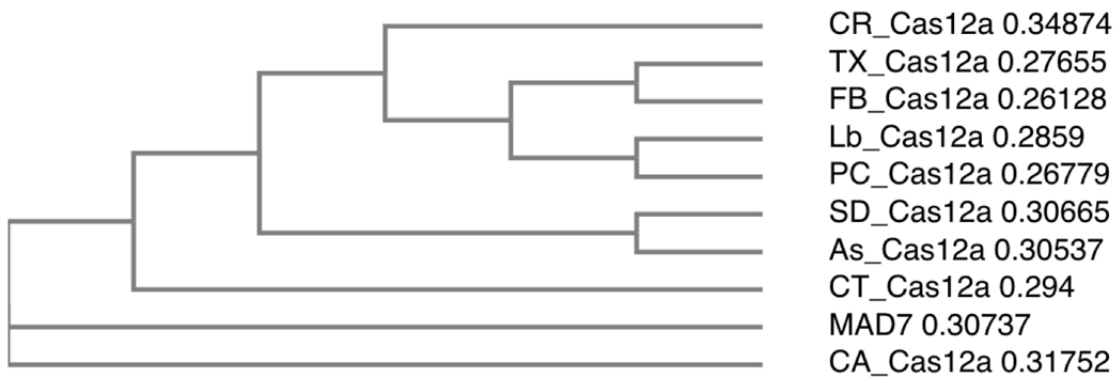 CR_Cas12a 0.34874
TX_Cas12a 0.27655
FB_Cas12a 0.26128
Lb_Cas12a 0.2859
PC_Cas12a 0.26779
SD_Cas12a 0.30665
As_Cas12a 0.30537
CT_Cas12a 0.294
MAD7 0.30737
CA_Cas12a 0.31752